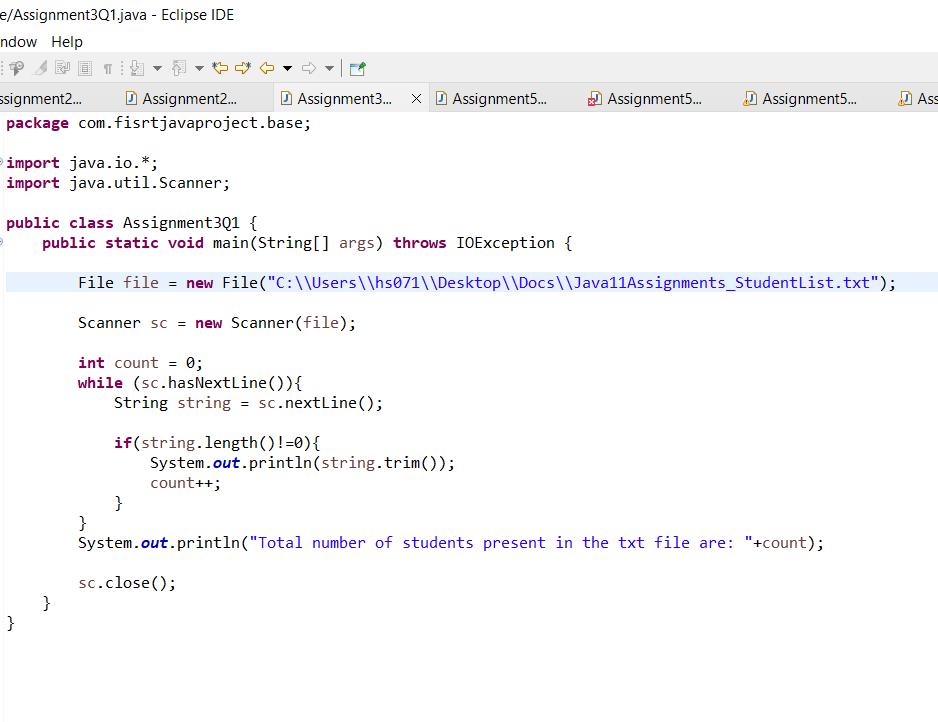 e/Assignment3Q1.java - Eclipse IDE
ndow Help
ssignment2... Assignment2... Assignment3... Assignment5... Assignment5... Assignment5... Ass
package com.fisrtjavaproject.base;
import java.io.*;
import java.util.Scanner;
public class Assignment3Q1 {
public static void main(String[] args) throws IOException {
File file = new File("C:\\Users\\hs071\\Desktop\\Docs\\Java11Assignments_StudentList.txt");
Scanner sc = new Scanner(file);
int count = 0;
while (sc.hasNextLine()){
String string = sc.nextLine();
if(string.length()!=0){
System.out.println(string.trim());
count++;
}
}
System.out.println("Total number of students present in the txt file are: "+count);
sc.close();
}
}